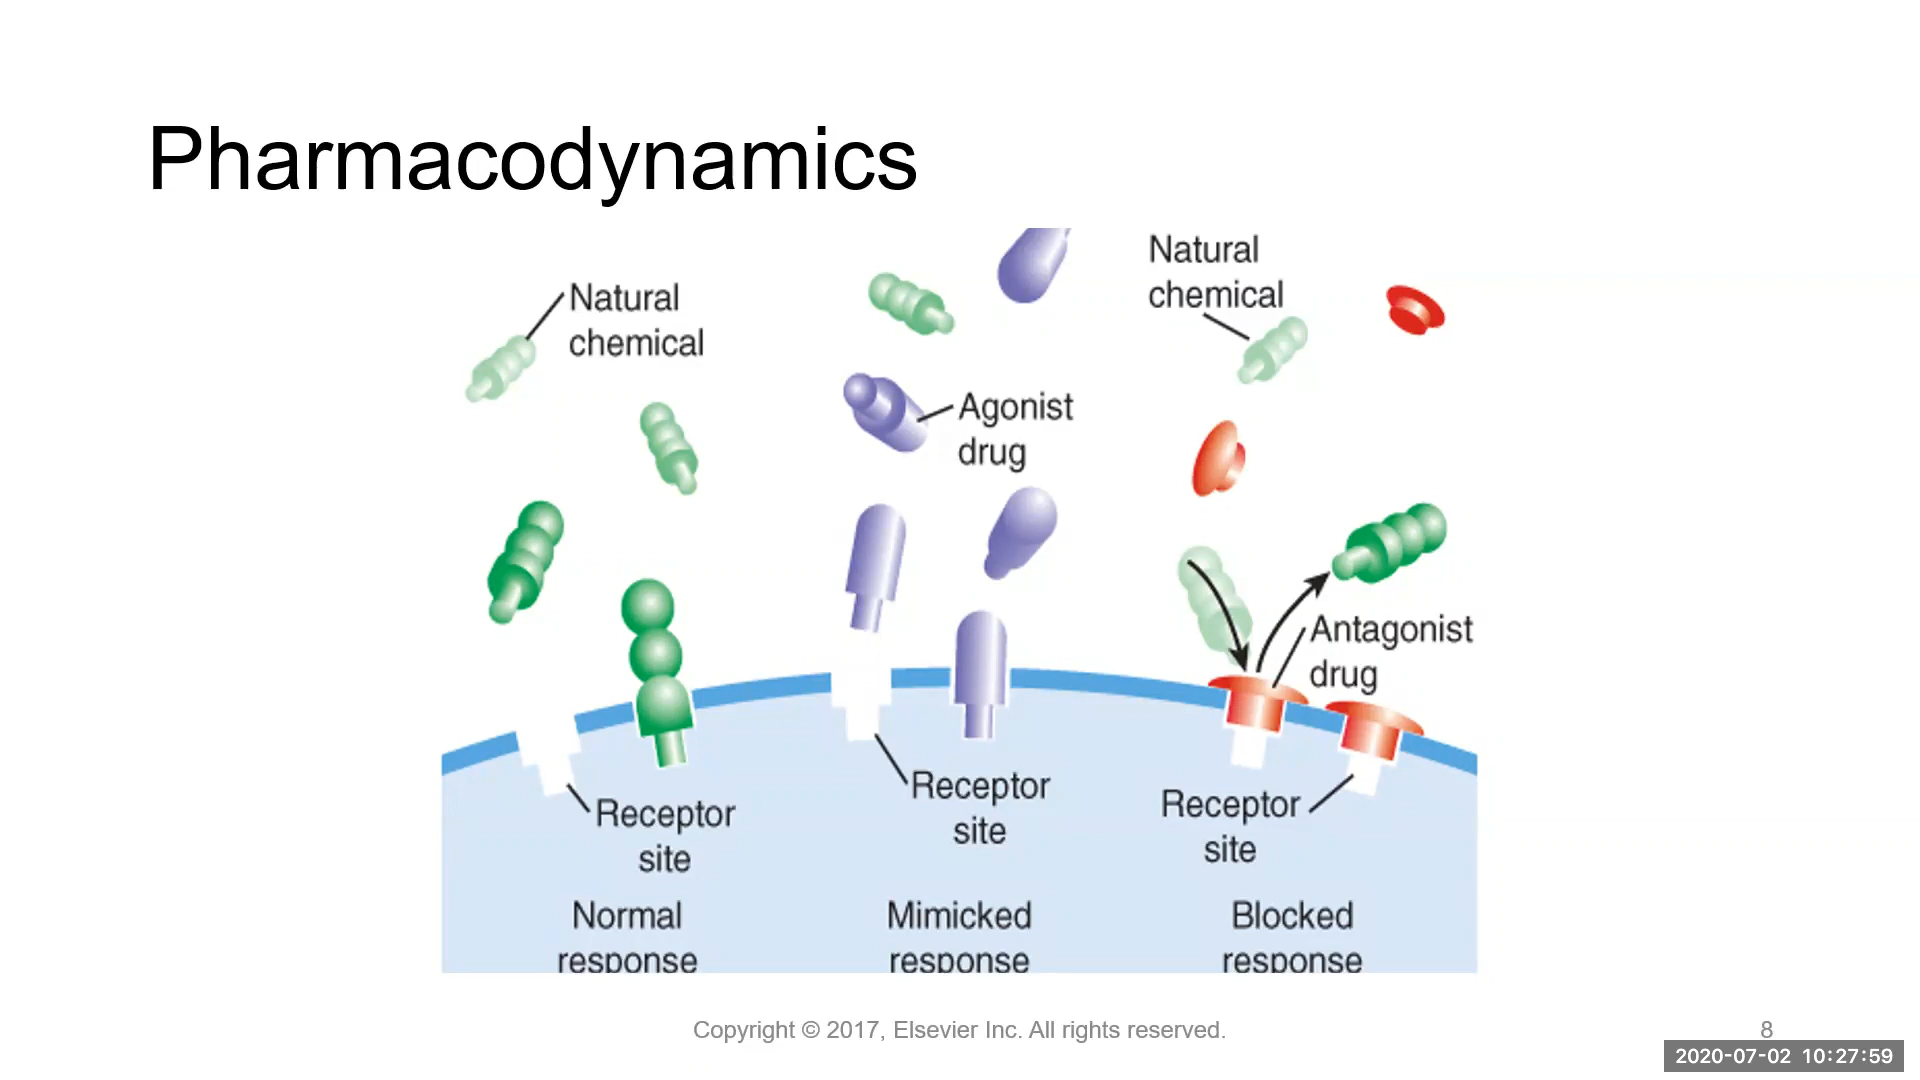 Pharmacodynamics
Natural
chemical
Natural
chemical
Agonist
drug
Antagonist
drug
Receptor
site
Receptor
site
Receptor
site
Normal
response
Mimicked
response
Blocked
response
Copyright © 2017, Elsevier Inc. All rights reserved.
8
2020-07-02 10:27:59